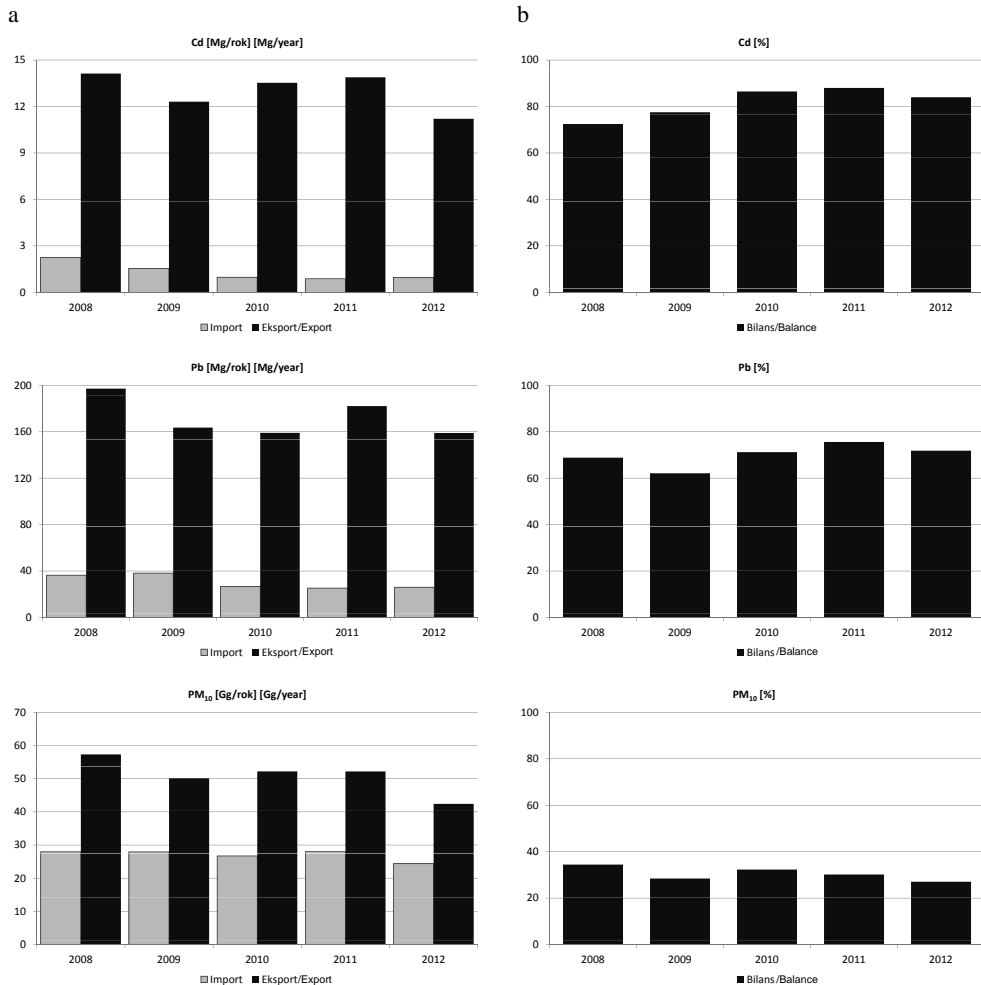 a
Cd [Mg/rok] [Mg/year]
15
12
9
6
3
0
2008 2009 2010 2011 2012
Import Eksport/Export
b
Cd [%]
100
80
60
40
20
0
2008 2009 2010 2011 2012
Bilans/Balance
Pb [Mg/rok] [Mg/year]
200
160
120
80
40
0
2008 2009 2010 2011 2012
Import Eksport/Export
Pb [%]
100
80
60
40
20
0
2008 2009 2010 2011 2012
Bilans/Balance
PM₁₀ [Gg/rok] [Gg/year]
70
60
50
40
30
20
10
0
2008 2009 2010 2011 2012
Import Eksport/Export
PM₁₀ [%]
100
80
60
40
20
0
2008 2009 2010 2011 2012
Bilans/Balance